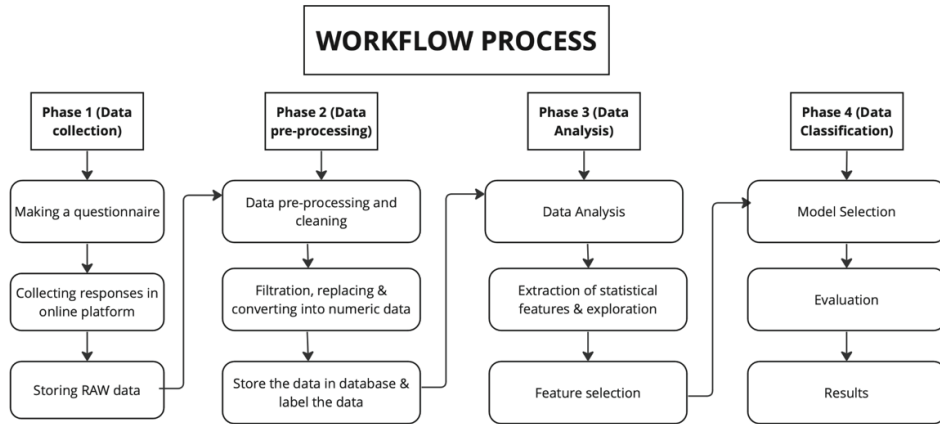 WORKFLOW PROCESS
Phase 1 (Data
collection)
Making a questionnaire
Collecting responses in
online platform
Storing RAW data
Phase 2 (Data
pre-processing)
Data pre-processing and
cleaning
Filtration, replacing &
converting into numeric data
Store the data in database &
label the data
Phase 3 (Data
Analysis)
Data Analysis
Extraction of statistical
features & exploration
Feature selection
Phase 4 (Data
Classification)
Model Selection
Evaluation
Results